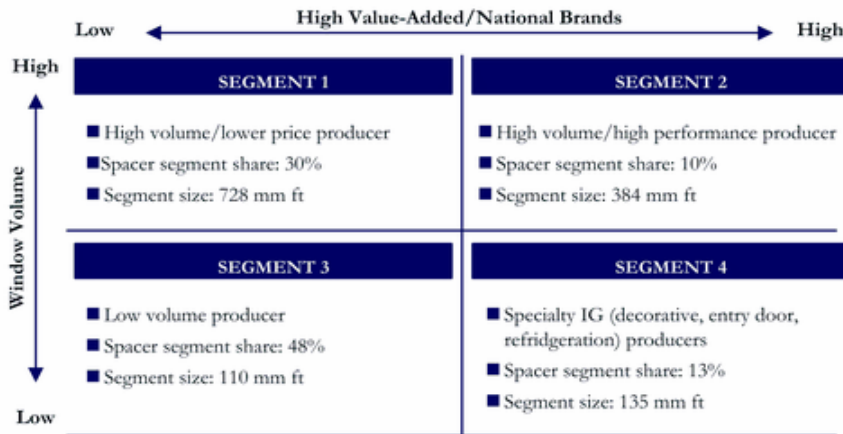 High Value-Added/National Brands
Low
High
High
SEGMENT 1
SEGMENT 2
■ High volume/lower price producer
■ Spacer segment share: 30%
■ Segment size: 728 mm ft
■ High volume/high performance producer
■ Spacer segment share: 10%
■ Segment size: 384 mm ft
Window Volume
SEGMENT 3
SEGMENT 4
■ Low volume producer
■ Spacer segment share: 48%
■ Segment size: 110 mm ft
■ Specialty IG (decorative, entry door,
refridgeration) producers
■ Spacer segment share: 13%
■ Segment size: 135 mm ft
Low